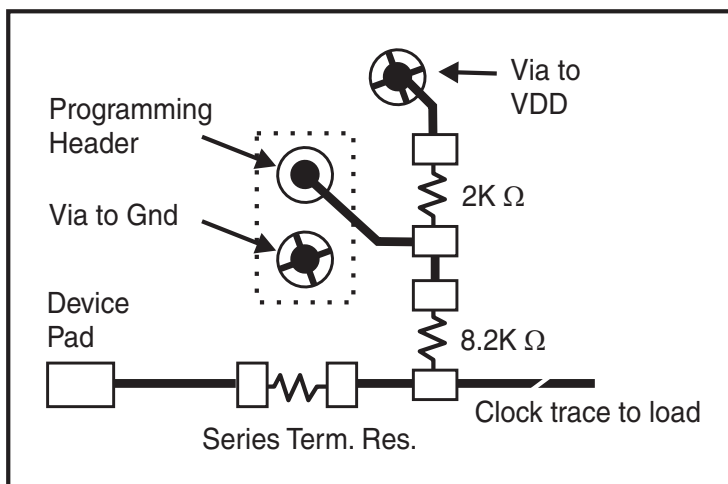 Via to
VDD
Programming
Header
2K Ω
Via to Gnd
Device
Pad
8.2K Ω
Clock trace to load
Series Term. Res.